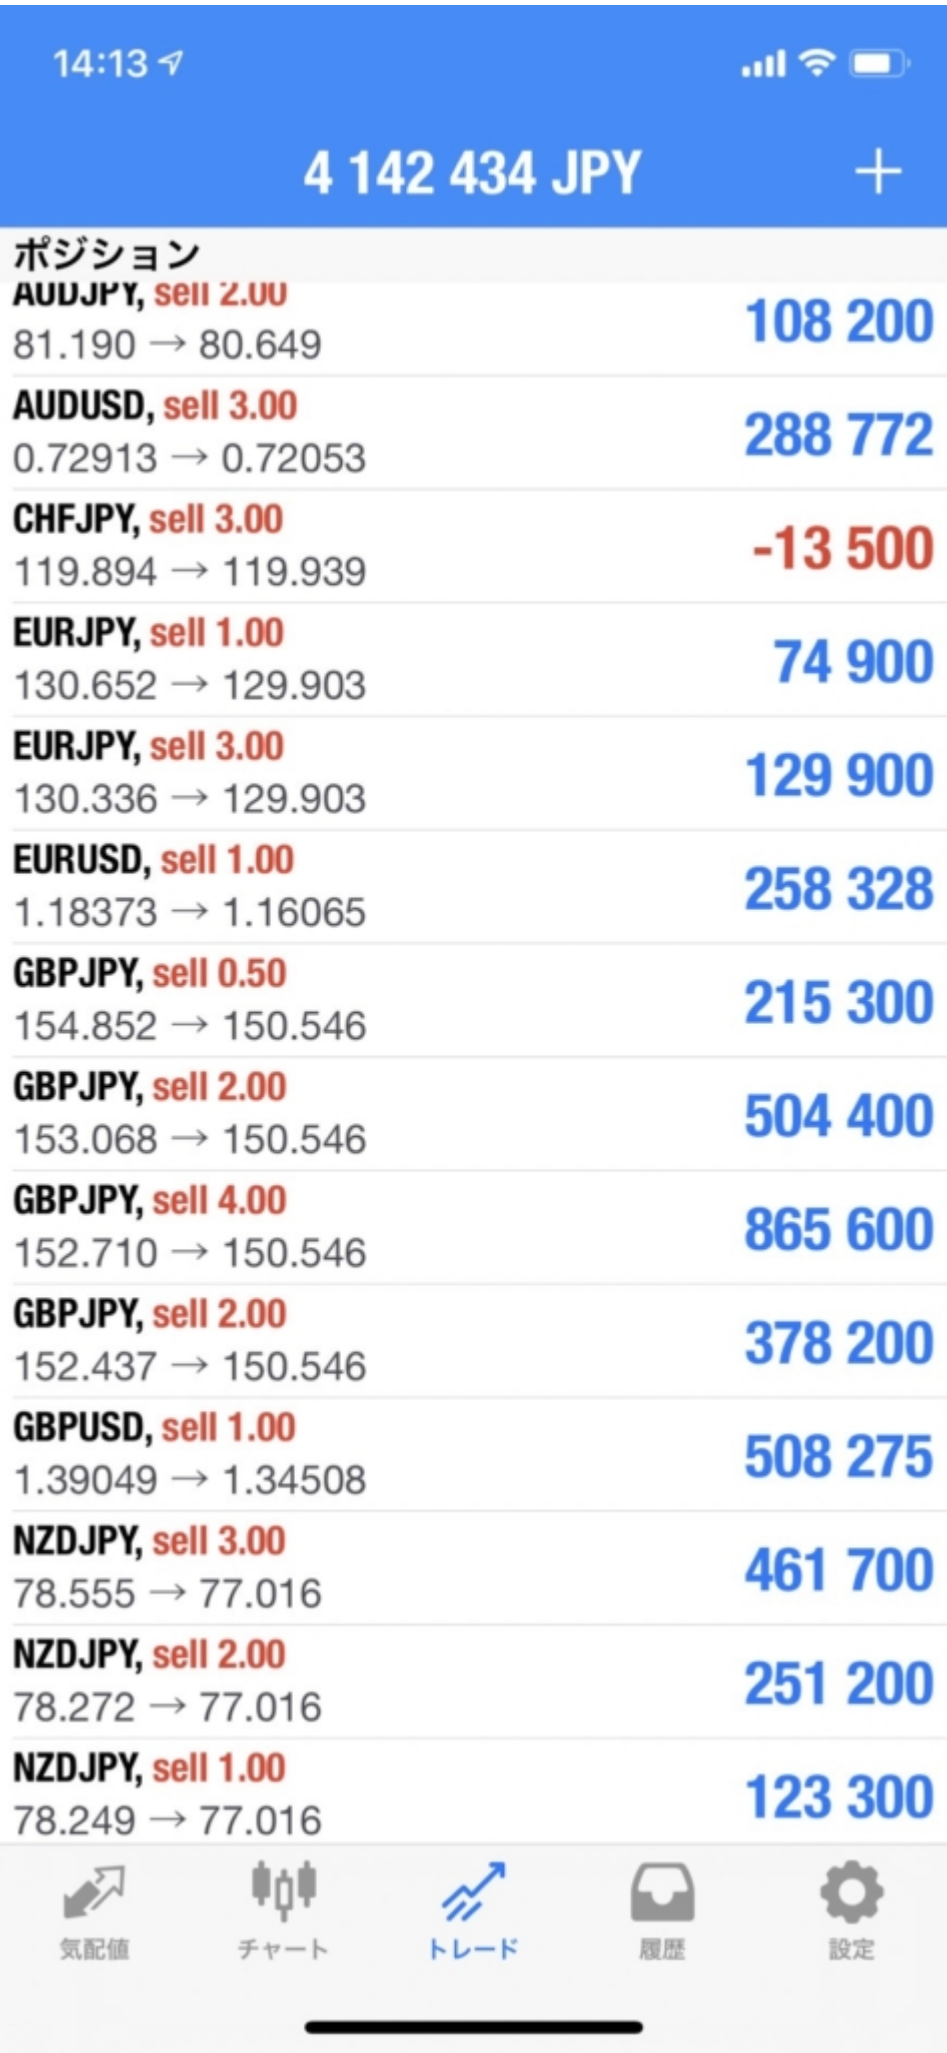 14:13
4 142 434 JPY
ポジション
AUDJPY, sell 2.00
108 200
81.190 → 80.649
AUDUSD, sell 3.00
288 772
0.72913 → 0.72053
CHFJPY, sell 3.00
-13 500
119.894 → 119.939
EURJPY, sell 1.00
74 900
130.652 → 129.903
EURJPY, sell 3.00
129 900
130.336 → 129.903
EURUSD, sell 1.00
258 328
1.18373 → 1.16065
GBPJPY, sell 0.50
215 300
154.852 → 150.546
GBPJPY, sell 2.00
504 400
153.068 → 150.546
GBPJPY, sell 4.00
865 600
152.710 → 150.546
GBPJPY, sell 2.00
378 200
152.437 → 150.546
GBPUSD, sell 1.00
508 275
1.39049 → 1.34508
NZDJPY, sell 3.00
461 700
78.555 → 77.016
NZDJPY, sell 2.00
251 200
78.272 → 77.016
NZDJPY, sell 1.00
123 300
78.249 → 77.016
気配値 チャート トレード 履歴 設定